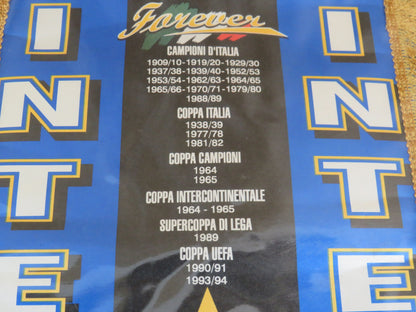 Forever
CAMPIONI D'ITALIA
1909/10-1919/20-1929/30
1937/38-1939/40-1952/53
1953/54-1962/63-1964/65
1965/66-1970/71-1979/80
1988/89
COPPA ITALIA
1938/39
1977/78
1981/82
COPPA CAMPIONI
1964
1965
COPPA INTERCONTINENTALE
1964 - 1965
SUPERCOPPA DI LEGA
1989
COPPA UEFA
1990/91
1993/94
INTE
INTE